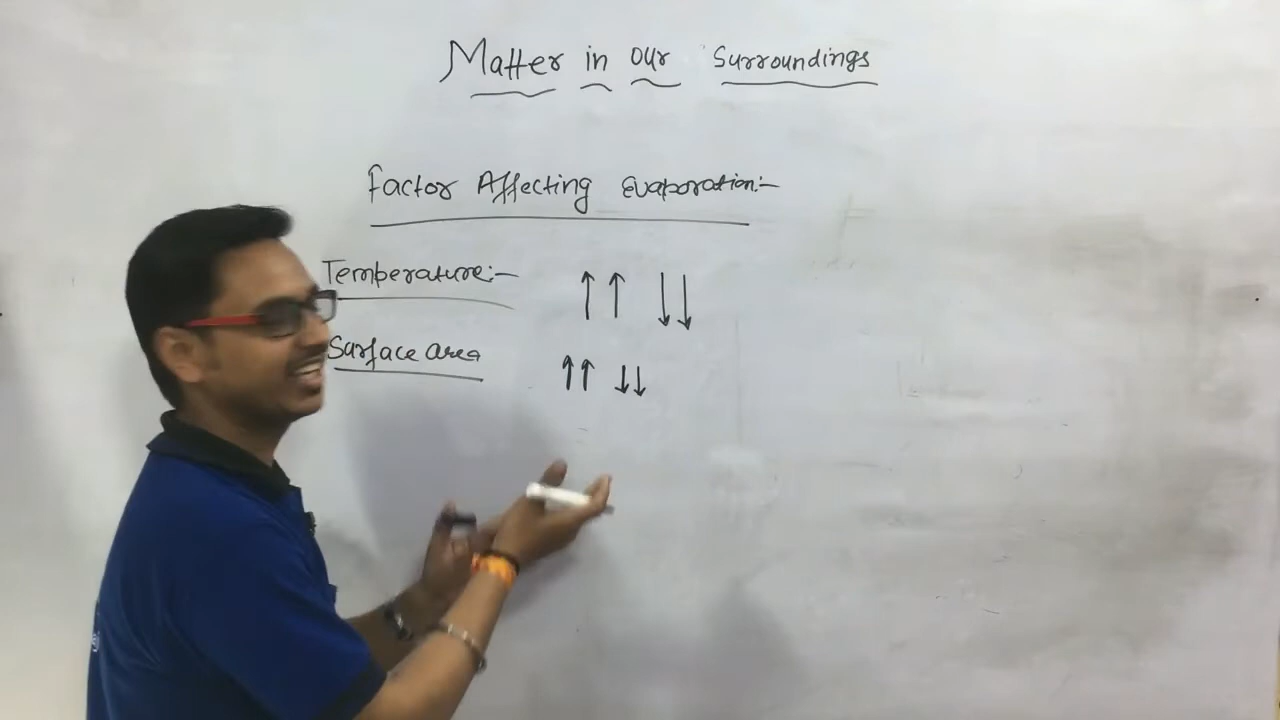 Matter in our Surroundings
Factor Affecting Evaporation:-
Temperature:- ↑↑ ↓↓
Surface area ↑↑ ↓↓